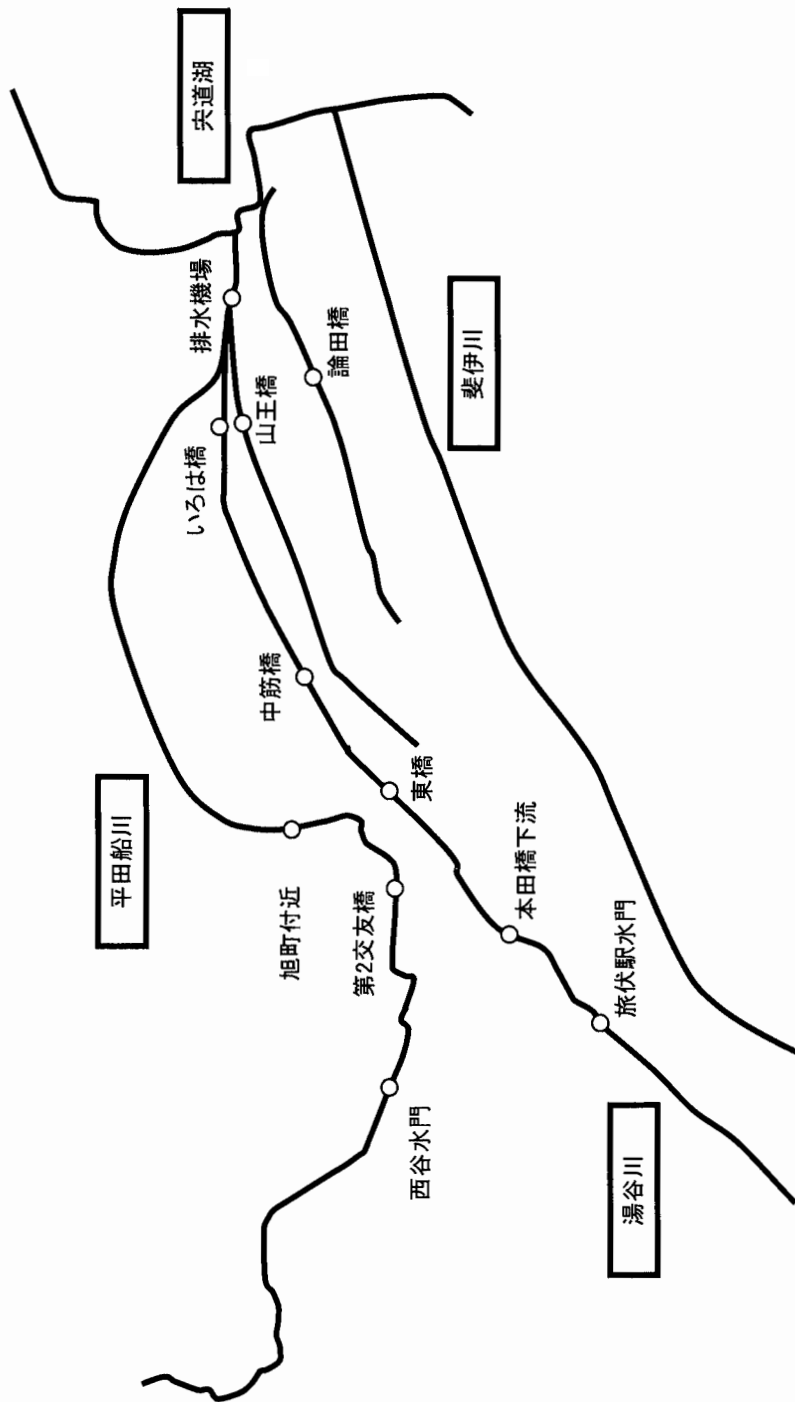 宍道湖
排水機場
論田橋
斐伊川
いろは橋
山王橋
中筋橋
平田船川
東橋
旭町付近
第2交友橋
本田橋下流
旅伏駅水門
西谷水門
湯谷川